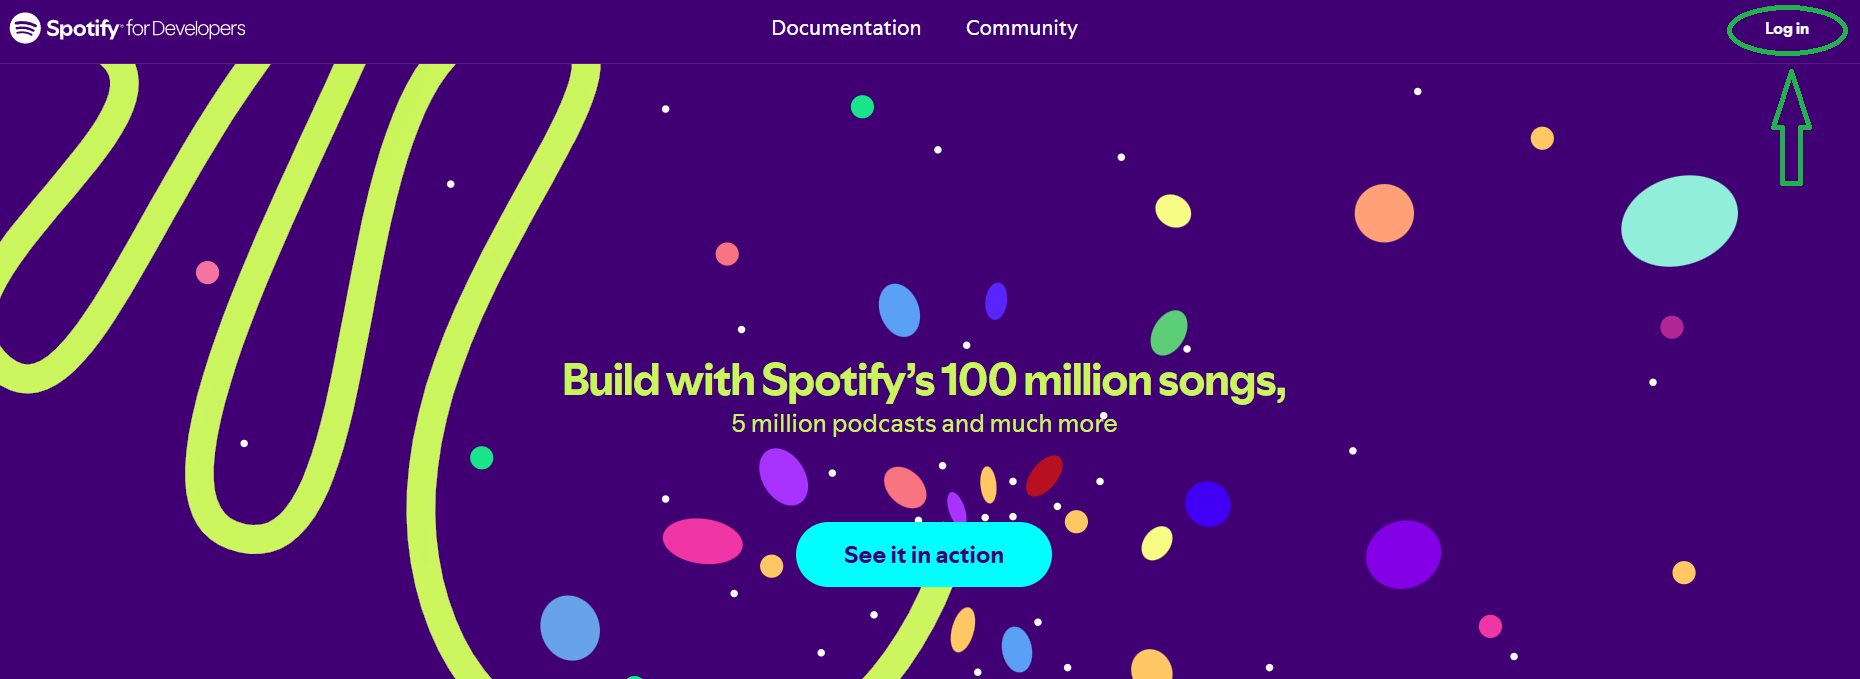 Spotify for Developers
Documentation
Community
Log in
Build with Spotify’s 100 million songs,
5 million podcasts and much more
See it in action